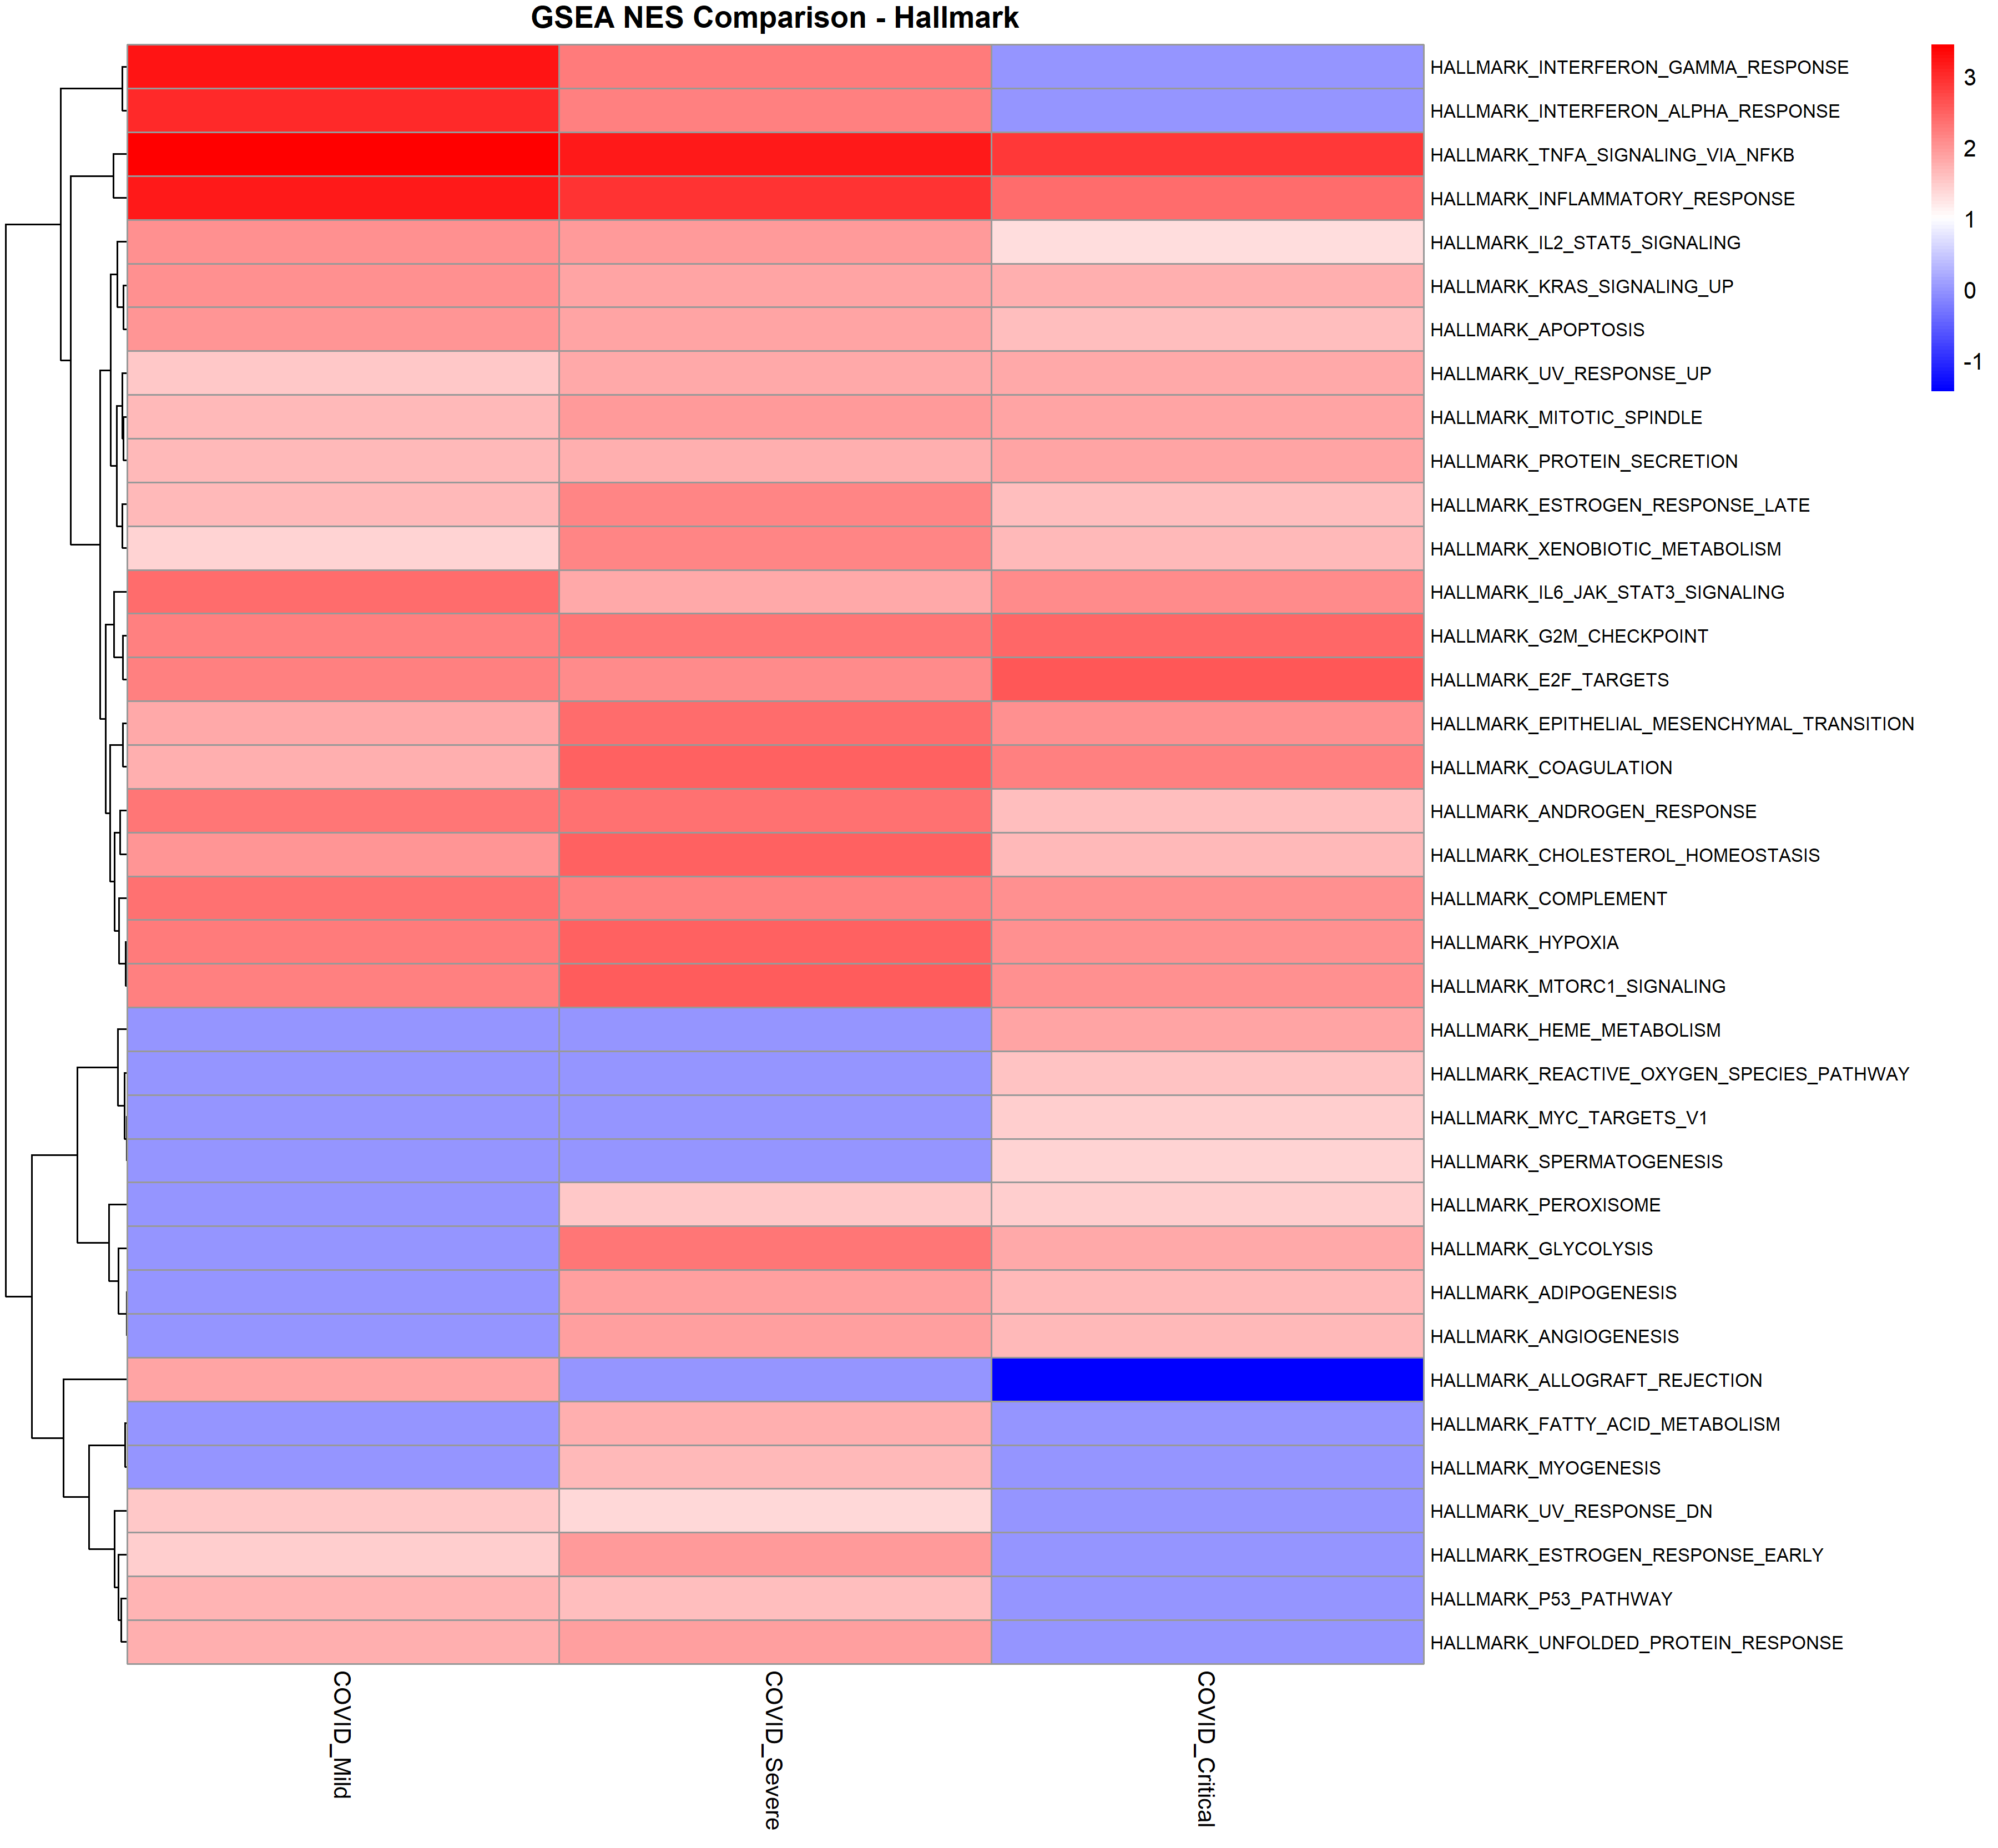 GSEA NES Comparison - Hallmark
HALLMARK_INTERFERON_GAMMA_RESPONSE
HALLMARK_INTERFERON_ALPHA_RESPONSE
HALLMARK_TNFA_SIGNALING_VIA_NFKB
HALLMARK_INFLAMMATORY_RESPONSE
HALLMARK_IL2_STAT5_SIGNALING
HALLMARK_KRAS_SIGNALING_UP
HALLMARK_APOPTOSIS
HALLMARK_UV_RESPONSE_UP
HALLMARK_MITOTIC_SPINDLE
HALLMARK_PROTEIN_SECRETION
HALLMARK_ESTROGEN_RESPONSE_LATE
HALLMARK_XENOBIOTIC_METABOLISM
HALLMARK_IL6_JAK_STAT3_SIGNALING
HALLMARK_G2M_CHECKPOINT
HALLMARK_E2F_TARGETS
HALLMARK_EPITHELIAL_MESENCHYMAL_TRANSITION
HALLMARK_COAGULATION
HALLMARK_ANDROGEN_RESPONSE
HALLMARK_CHOLESTEROL_HOMEOSTASIS
HALLMARK_COMPLEMENT
HALLMARK_HYPOXIA
HALLMARK_MTORC1_SIGNALING
HALLMARK_HEME_METABOLISM
HALLMARK_REACTIVE_OXYGEN_SPECIES_PATHWAY
HALLMARK_MYC_TARGETS_V1
HALLMARK_SPERMATOGENESIS
HALLMARK_PEROXISOME
HALLMARK_GLYCOLYSIS
HALLMARK_ADIPOGENESIS
HALLMARK_ANGIOGENESIS
HALLMARK_ALLOGRAFT_REJECTION
HALLMARK_FATTY_ACID_METABOLISM
HALLMARK_MYOGENESIS
HALLMARK_UV_RESPONSE_DN
HALLMARK_ESTROGEN_RESPONSE_EARLY
HALLMARK_P53_PATHWAY
HALLMARK_UNFOLDED_PROTEIN_RESPONSE
3
2
1
0
-1
COVID_Mild
COVID_Severe
COVID_Critical